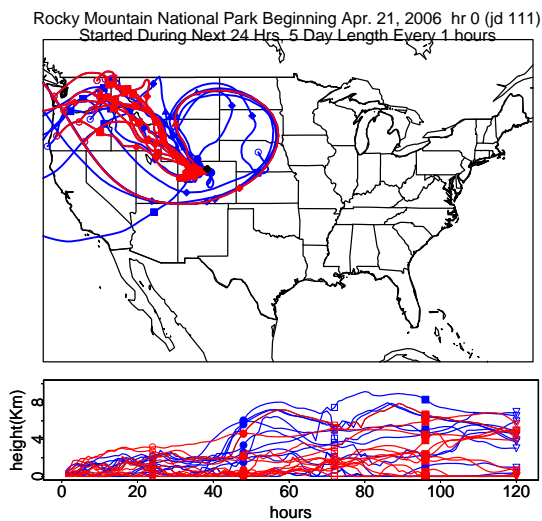 Rocky Mountain National Park Beginning Apr. 21, 2006 hr 0 (jd 111)
Started During Next 24 Hrs, 5 Day Length Every 1 hours
height(Km)
8
4
0
0 20 40 60 80 100 120
hours